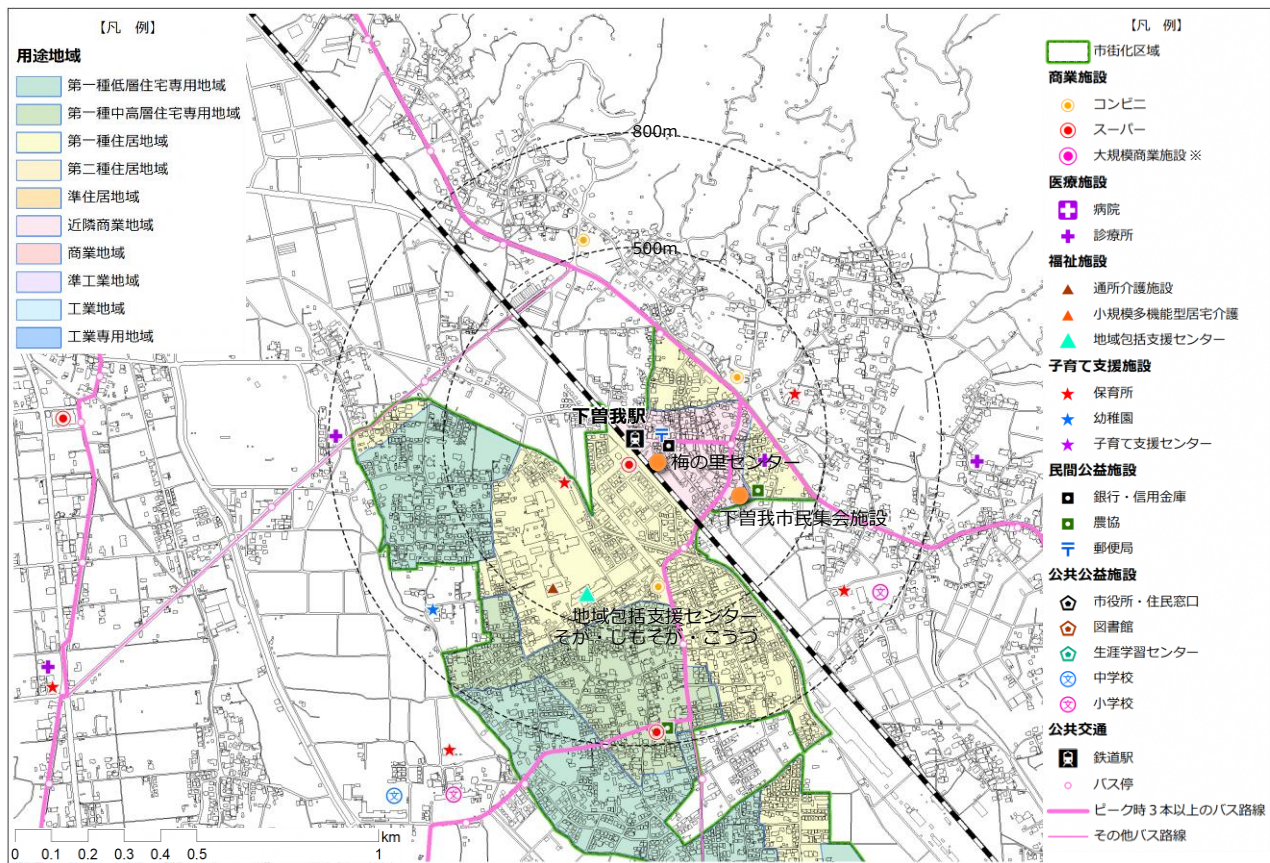 【凡 例】
用途地域
第一種低層住宅専用地域
第一種中高層住宅専用地域
第一種住居地域
第二種住居地域
準住居地域
近隣商業地域
商業地域
準工業地域
工業地域
工業専用地域
800m
500m
下曽我駅
梅の里センター
下曽我市民集会施設
地域包括支援センター
そが・しもそが・こうづ
km
0 0.1 0.2 0.3 0.4 0.5 1
【凡 例】
市街化区域
商業施設
コンビニ
スーパー
大規模商業施設 ※
医療施設
病院
診療所
福祉施設
通所介護施設
小規模多機能型居宅介護
地域包括支援センター
子育て支援施設
保育所
幼稚園
子育て支援センター
民間公益施設
銀行・信用金庫
農協
郵便局
公共公益施設
市役所・住民窓口
図書館
生涯学習センター
文 中学校
文 小学校
公共交通
鉄道駅
バス停
ピーク時3本以上のバス路線
その他バス路線
文
文
文